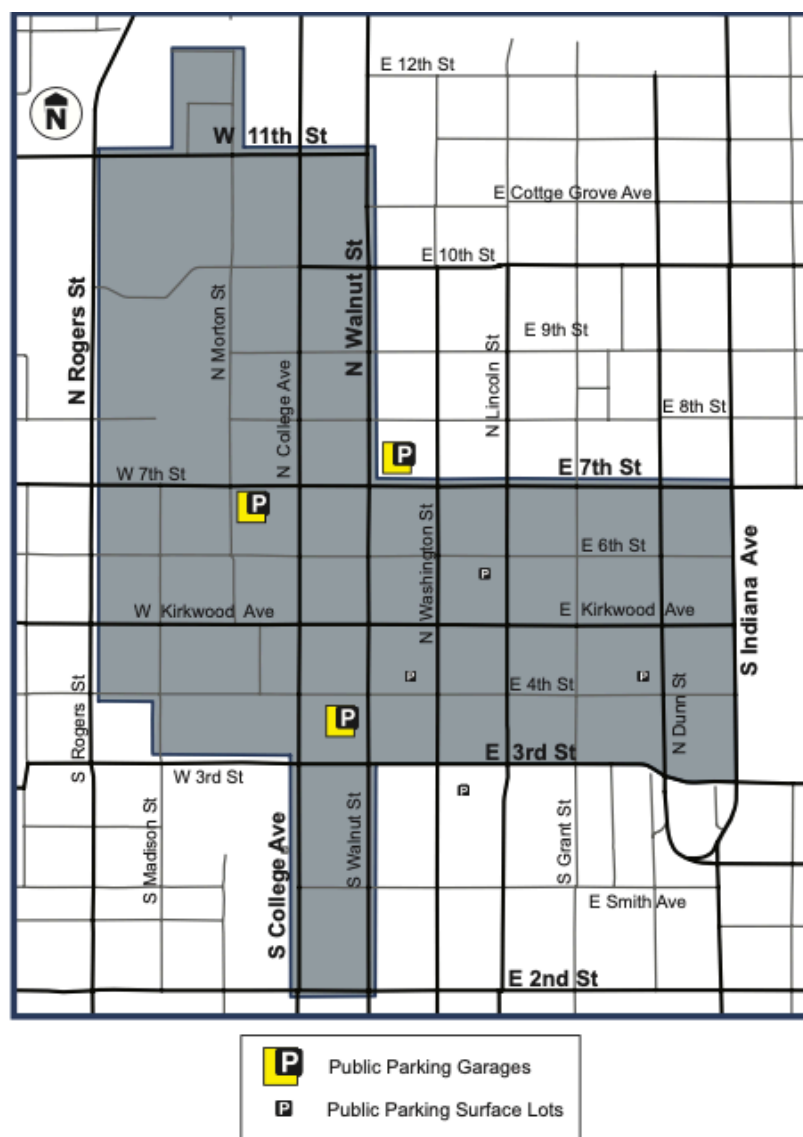 E 12th St
N
W 11th St
E Cottge Grove Ave
E 10th St
N Rogers St
N Morton St
N Walnut St
E 9th St
N Lincoln St
N College Ave
E 8th St
P
W 7th St
E 7th St
P
N Washington St
E 6th St
P
S Indiana Ave
W Kirkwood Ave
E Kirkwood Ave
P
P
E 4th St
N Dunn St
S Rogers St
P
E 3rd St
W 3rd St
P
S Madison St
S College Ave
S Walnut St
S Grant St
E Smith Ave
E 2nd St
P Public Parking Garages
P Public Parking Surface Lots